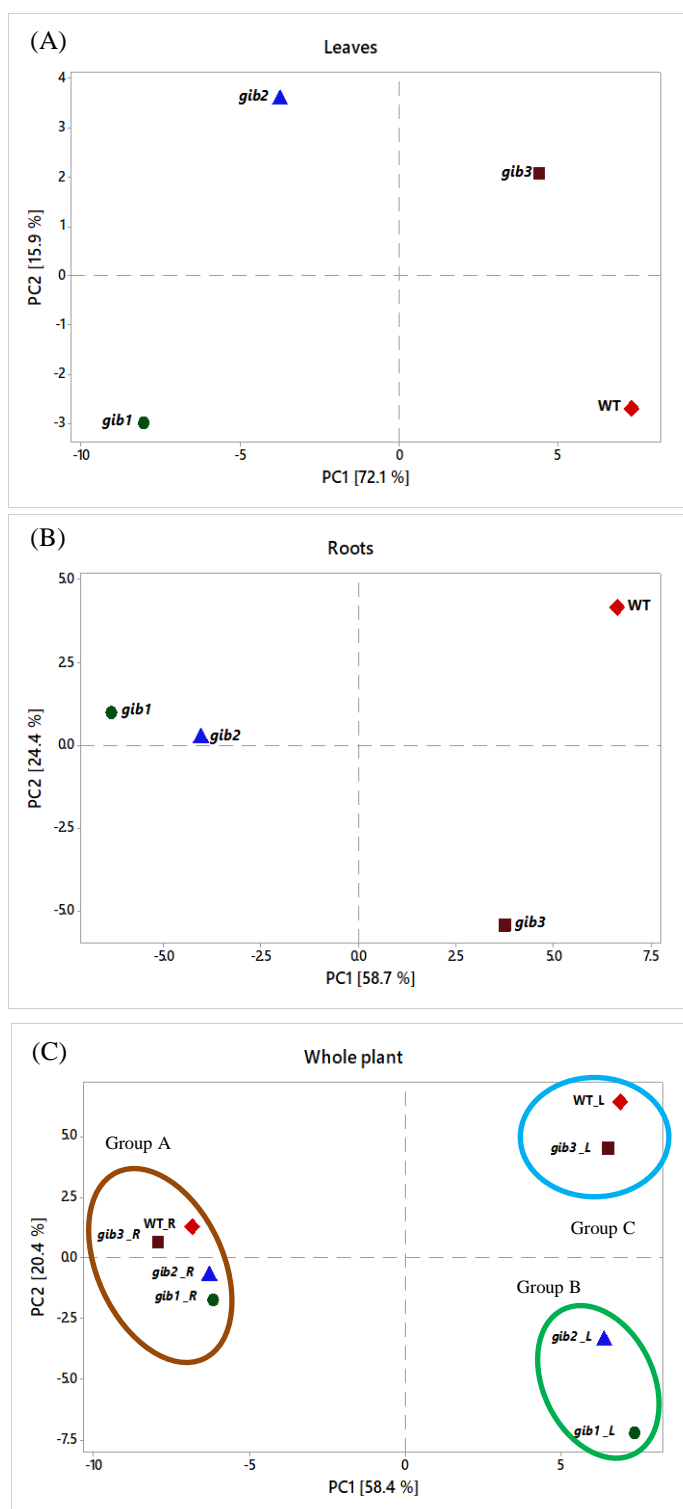 (A)
Leaves
4
3
2
1
0
-1
-2
-3
PC2 [15.9 %]
gib2
gib3
gib1
WT
-10
-5
0
5
PC1 [72.1 %]
(B)
Roots
5.0
2.5
0.0
-2.5
-5.0
PC2 [24.4 %]
WT
gib1
gib2
gib3
-5.0
-2.5
0.0
2.5
5.0
7.5
PC1 [58.7 %]
(C)
Whole plant
5.0
2.5
0.0
-2.5
-5.0
-7.5
PC2 [20.4 %]
WT_L
gib3_L
Group A
Group C
WT_R
gib3_R
gib2_R
gib1_R
Group B
gib2_L
gib1_L
-10
-5
0
5
PC1 [58.4 %]